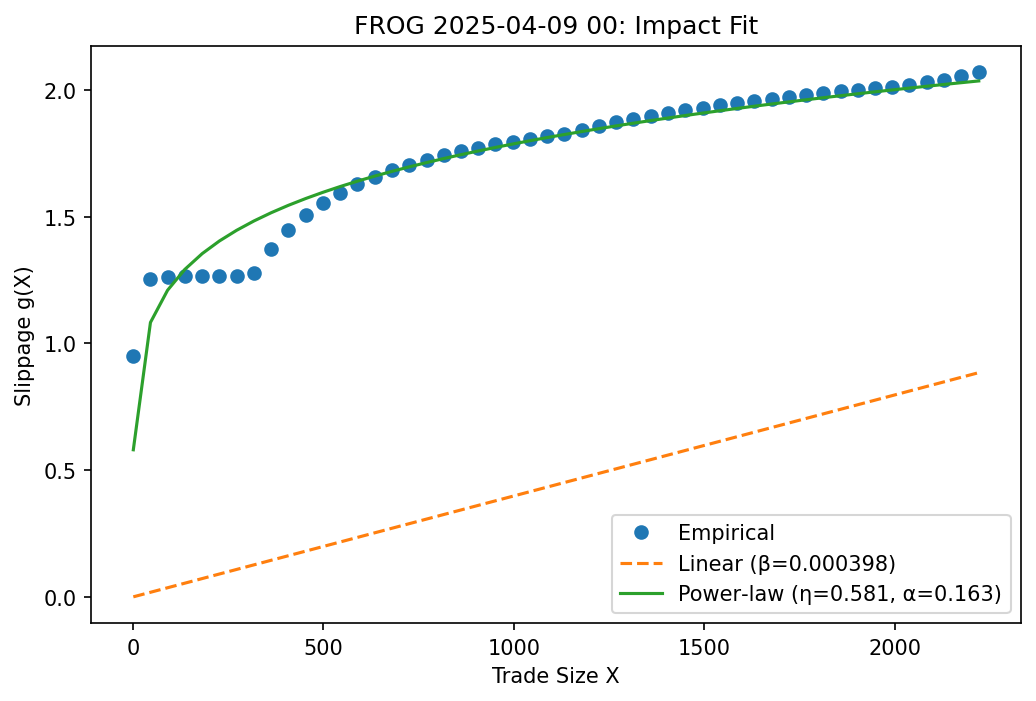 FROG 2025-04-09 00: Impact Fit
Slippage g(X)
2.0
1.5
1.0
0.5
0.0
0
500
1000
1500
2000
Trade Size X
Empirical
Linear (β=0.000398)
Power-law (η=0.581, α=0.163)